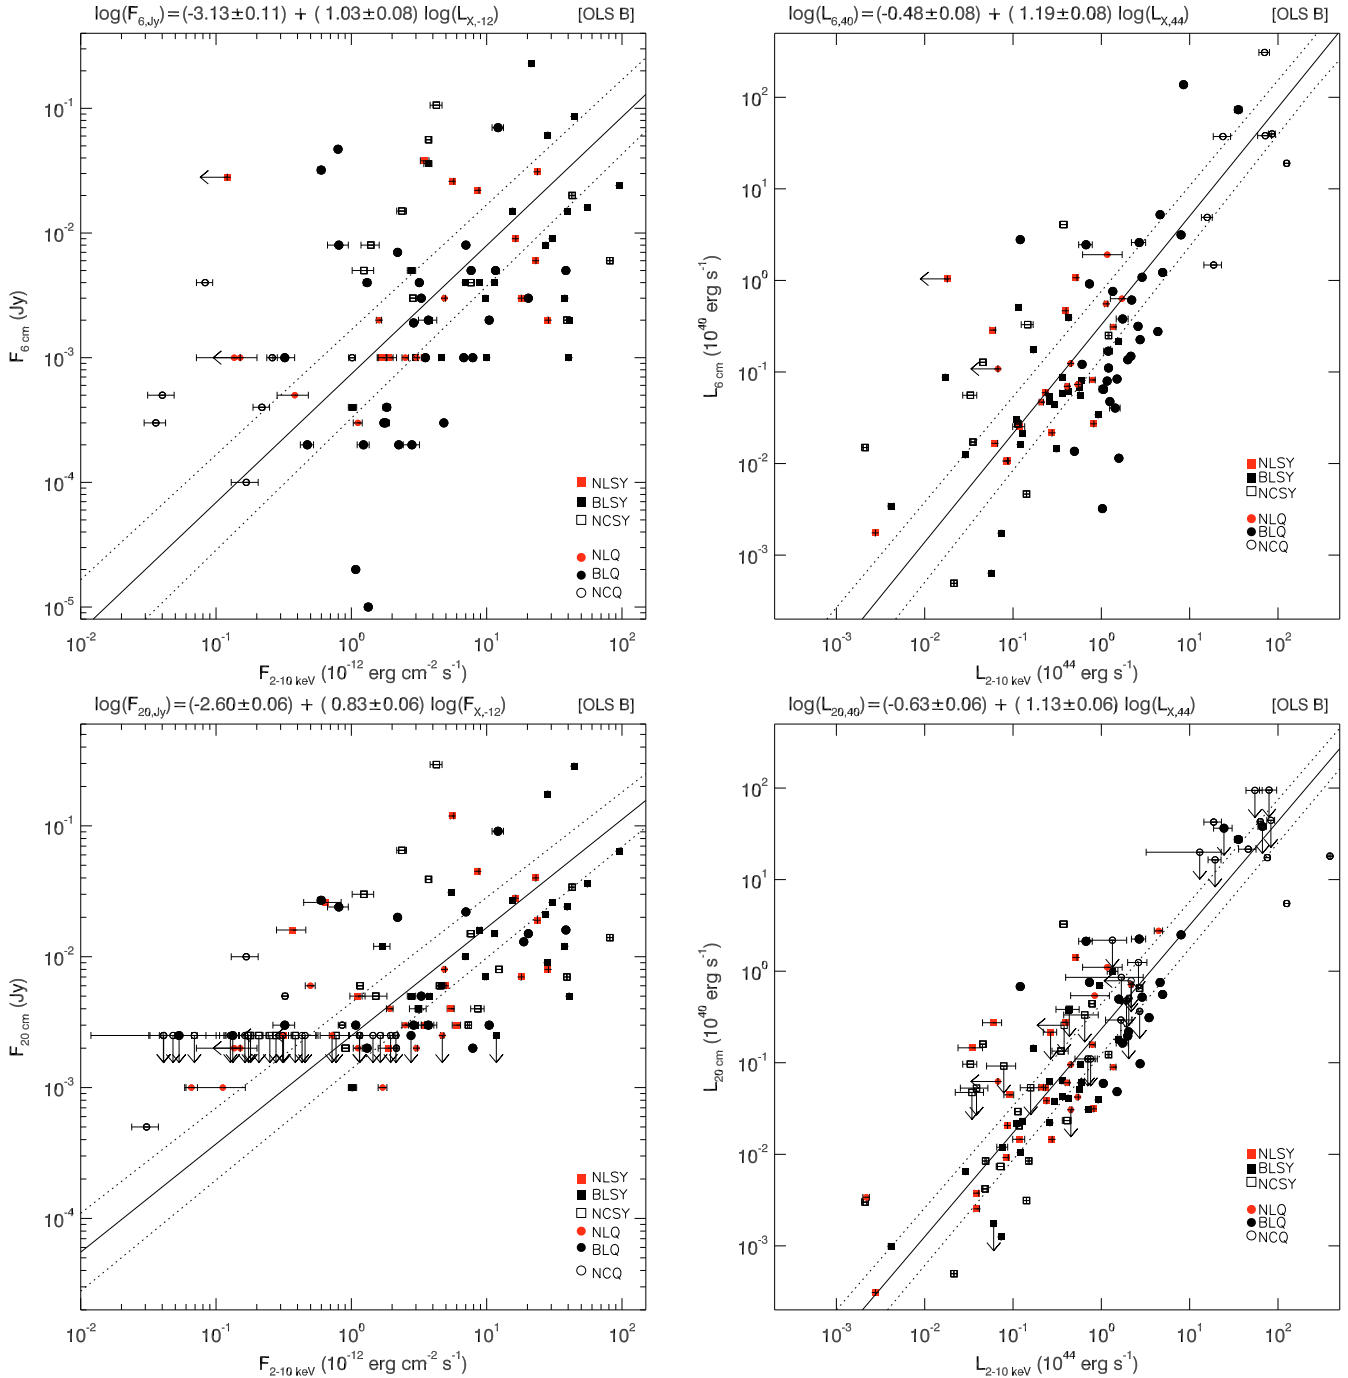 log(F6,Jy)=(-3.13±0.11) + ( 1.03±0.08) log(LX,-12) [OLS B]
10-1
10-2
10-3
10-4
10-5
F6 cm (Jy)
NLSY
BLSY
NCSY
NLQ
BLQ
NCQ
10-2 10-1 100 101 102
F2-10 keV (10-12 erg cm-2 s-1)
log(L6,40)=(-0.48±0.08) + ( 1.19±0.08) log(LX,44) [OLS B]
102
101
100
10-1
10-2
10-3
L6 cm (1040 erg s-1)
NLSY
BLSY
NCSY
NLQ
BLQ
NCQ
10-3 10-2 10-1 100 101 102
L2-10 keV (1044 erg s-1)
log(F20,Jy)=(-2.60±0.06) + ( 0.83±0.06) log(FX,-12) [OLS B]
10-1
10-2
10-3
10-4
F20 cm (Jy)
NLSY
BLSY
NCSY
NLQ
BLQ
NCQ
10-2 10-1 100 101 102
F2-10 keV (10-12 erg cm-2 s-1)
log(L20,40)=(-0.63±0.06) + ( 1.13±0.06) log(LX,44) [OLS B]
102
101
100
10-1
10-2
10-3
L20 cm (1040 erg s-1)
NLSY
BLSY
NCSY
NLQ
BLQ
NCQ
10-3 10-2 10-1 100 101 102
L2-10 keV (1044 erg s-1)